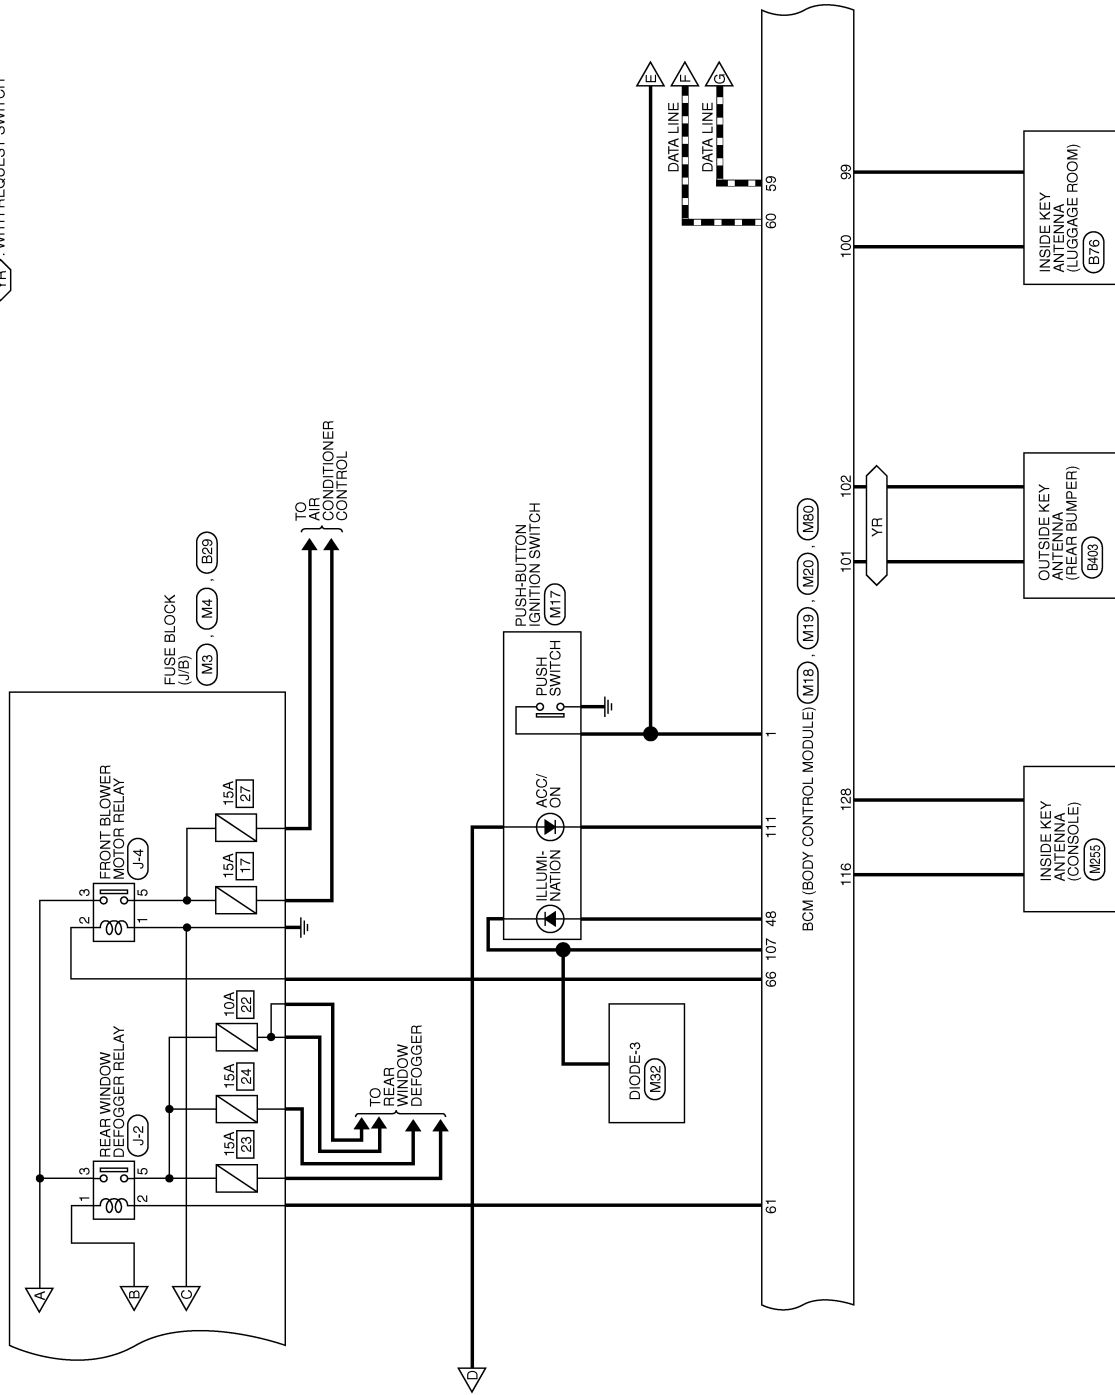 YR : WITH REQUEST SWITCH
A
B
C
D
REAR WINDOW
DEFOGGER RELAY
J-2
1
3
2
5
15A
23
15A
24
10A
22
FRONT BLOWER
MOTOR RELAY
J-4
2
3
1
5
15A
17
15A
27
FUSE BLOCK
(J/B)
M3 , M4 , B29
TO
REAR
WINDOW
DEFOGGER
TO
AIR
CONDITIONER
CONTROL
PUSH-BUTTON
IGNITION SWITCH
M17
ILLUMI-
NATION
ACC/
ON
PUSH
SWITCH
DIODE-3
M32
E
F
G
DATA LINE
DATA LINE
61
66
107
48
111
1
60
59
BCM (BODY CONTROL MODULE) M18 , M19 , M20 , M80
116
128
101
102
100
99
YR
INSIDE KEY
ANTENNA
(CONSOLE)
M255
OUTSIDE KEY
ANTENNA
(REAR BUMPER)
B403
INSIDE KEY
ANTENNA
(LUGGAGE ROOM)
B76